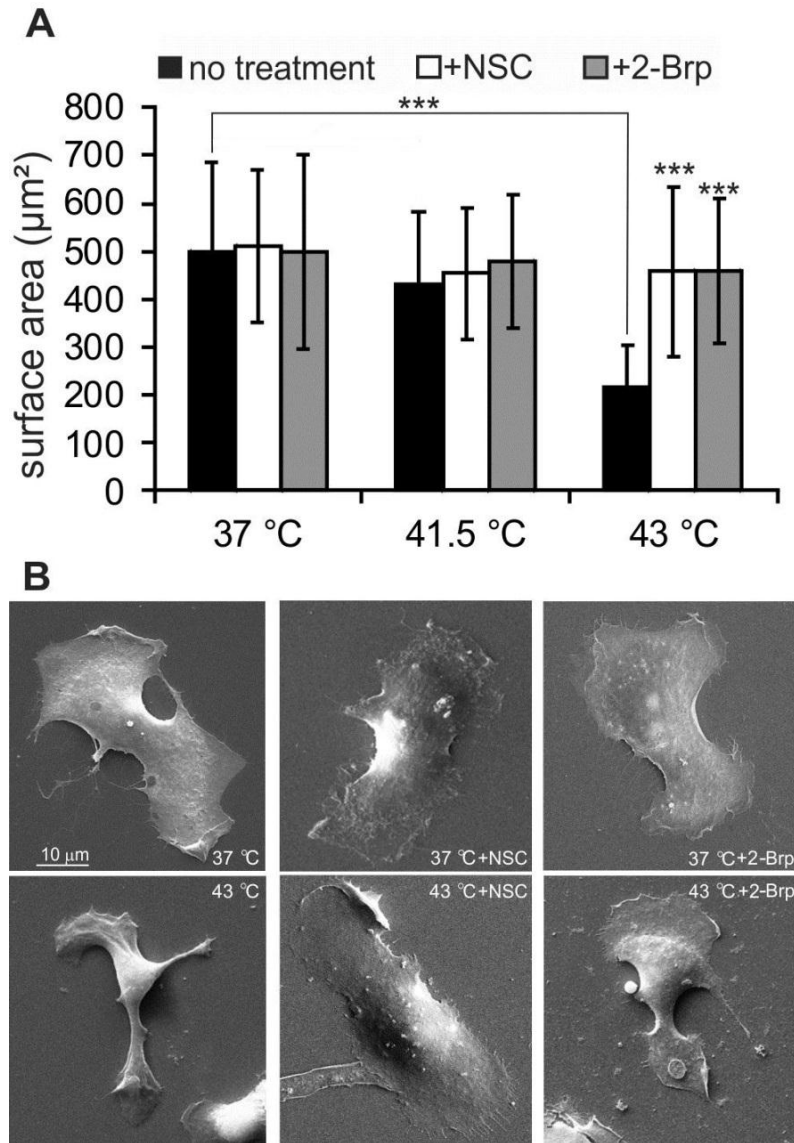 A
no treatment +NSC +2-Brp
800
700
600
500
400
300
200
100
0
surface area (µm²)
***
***
***
37 °C 41.5 °C 43 °C
B
10 µm
37 °C
37 °C+NSC
37 °C+2-Brp
43 °C
43 °C+NSC
43 °C+2-Brp